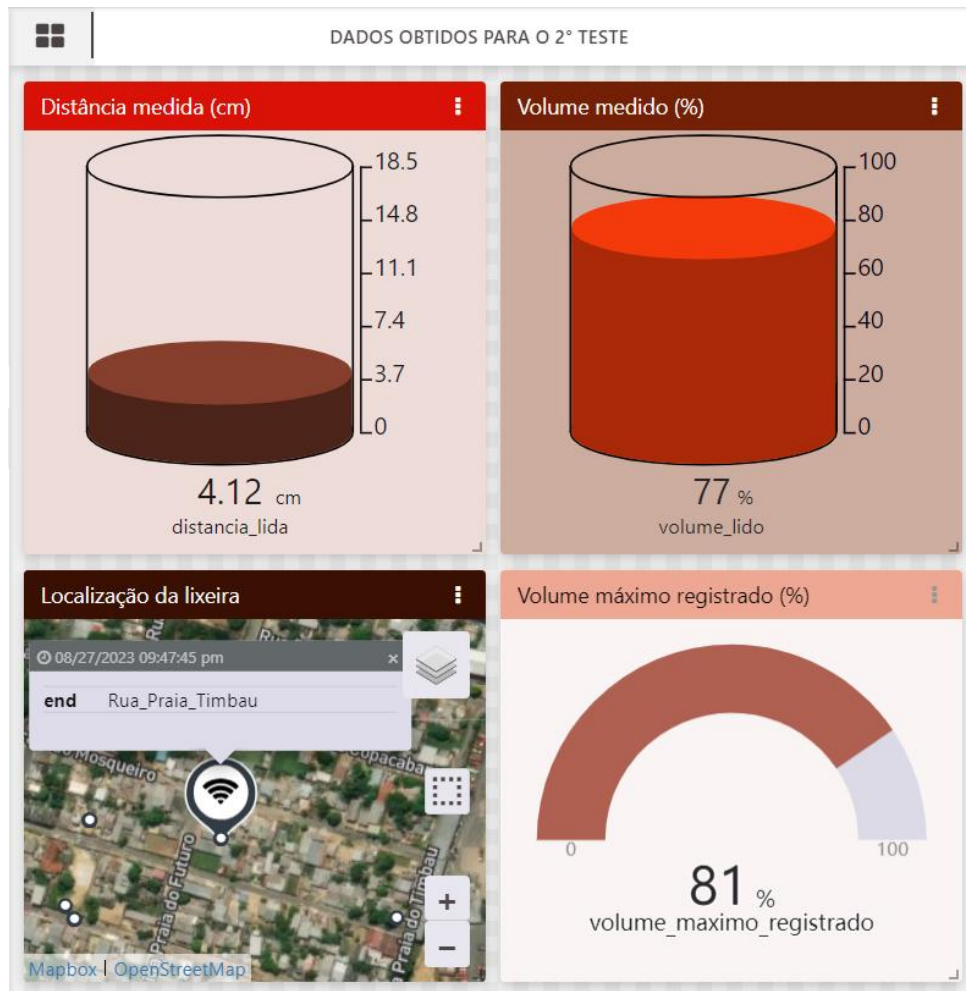 DADOS OBTIDOS PARA O 2° TESTE
Distância medida (cm)
18.5
14.8
11.1
7.4
3.7
0
4.12 cm
distancia_lida
Volume medido (%)
100
80
60
40
20
0
77 %
volume_lido
Localização da lixeira
08/27/2023 09:47:45 pm ×
end Rua_Praia_Timbau
Mosqueiro
Copacaba
Praia do Futuro
Praia do Timbau
+
−
Mapbox | OpenStreetMap
Volume máximo registrado (%)
0
100
81 %
volume_maximo_registrado